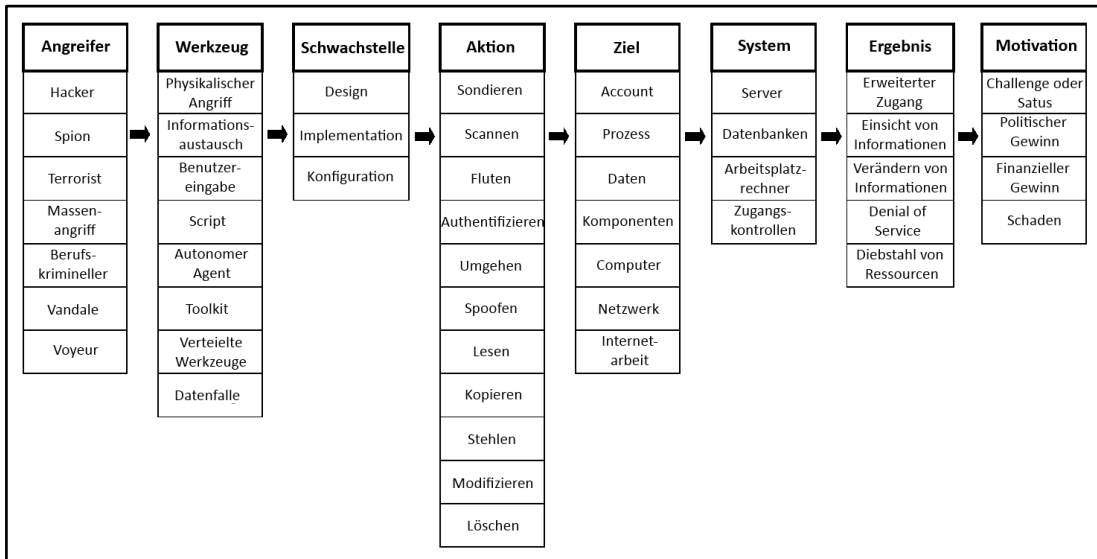 Angreifer
Hacker
Spion
Terrorist
Massen-
angriff
Berufs-
krimineller
Vandale
Voyeur
Werkzeug
Physikalischer
Angriff
Informations-
austausch
Benutzer-
eingabe
Script
Autonomer
Agent
Toolkit
Verteielte
Werkzeuge
Datenfalle
Schwachstelle
Design
Implementation
Konfiguration
Aktion
Sondieren
Scannen
Fluten
Authentifizieren
Umgehen
Spoofen
Lesen
Kopieren
Stehlen
Modifizieren
Löschen
Ziel
Account
Prozess
Daten
Komponenten
Computer
Netzwerk
Internet-
arbeit
System
Server
Datenbanken
Arbeitsplatz-
rechner
Zugangs-
kontrollen
Ergebnis
Erweiterter
Zugang
Einsicht von
Informationen
Verändern von
Informationen
Denial of
Service
Diebstahl von
Ressourcen
Motivation
Challenge oder
Satus
Politischer
Gewinn
Finanzieller
Gewinn
Schaden